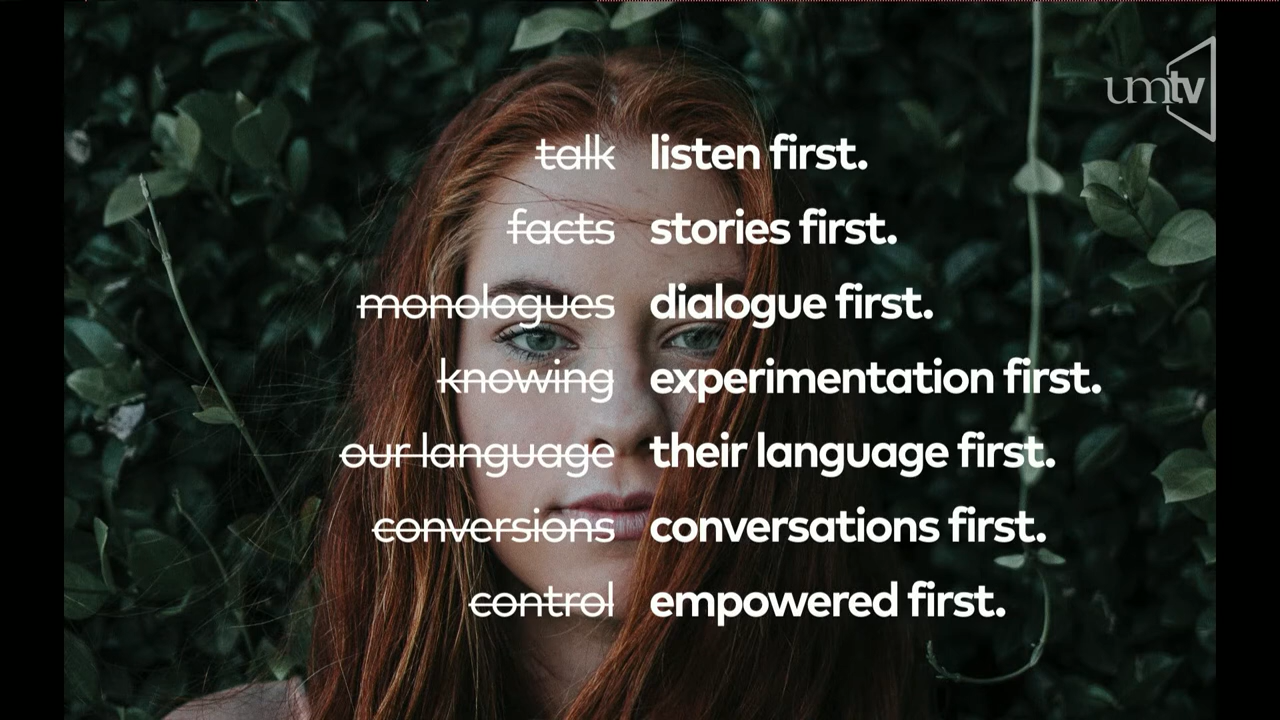 umtv
talk listen first.
facts stories first.
monologues dialogue first.
knowing experimentation first.
our language their language first.
conversions conversations first.
control empowered first.